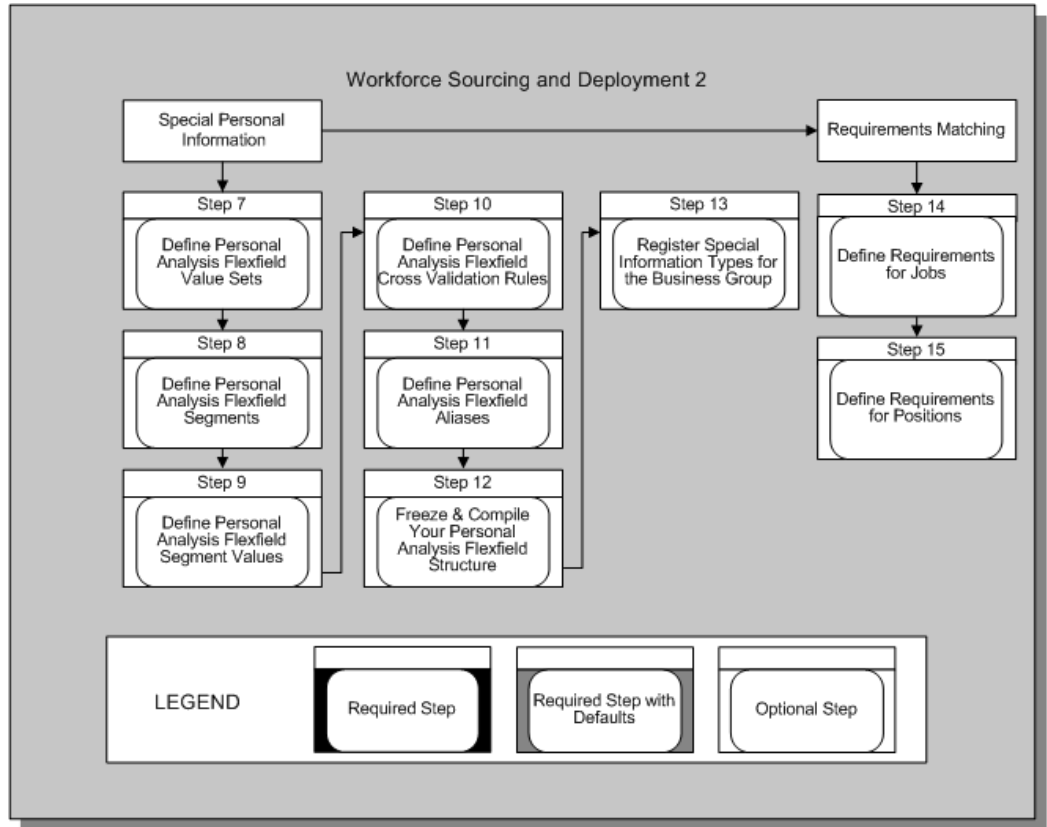 Workforce Sourcing and Deployment 2
Special Personal
Information
Requirements Matching
Step 7
Define Personal
Analysis Flexfield
Value Sets
Step 8
Define Personal
Analysis Flexfield
Segments
Step 9
Define Personal
Analysis Flexfield
Segment Values
Step 10
Define Personal
Analysis Flexfield
Cross Validation Rules
Step 11
Define Personal
Analysis Flexfield
Aliases
Step 12
Freeze & Compile
Your Personal
Analysis Flexfield
Structure
Step 13
Register Special
Information Types for
the Business Group
Step 14
Define Requirements
for Jobs
Step 15
Define Requirements
for Positions
LEGEND
Required Step
Required Step with
Defaults
Optional Step